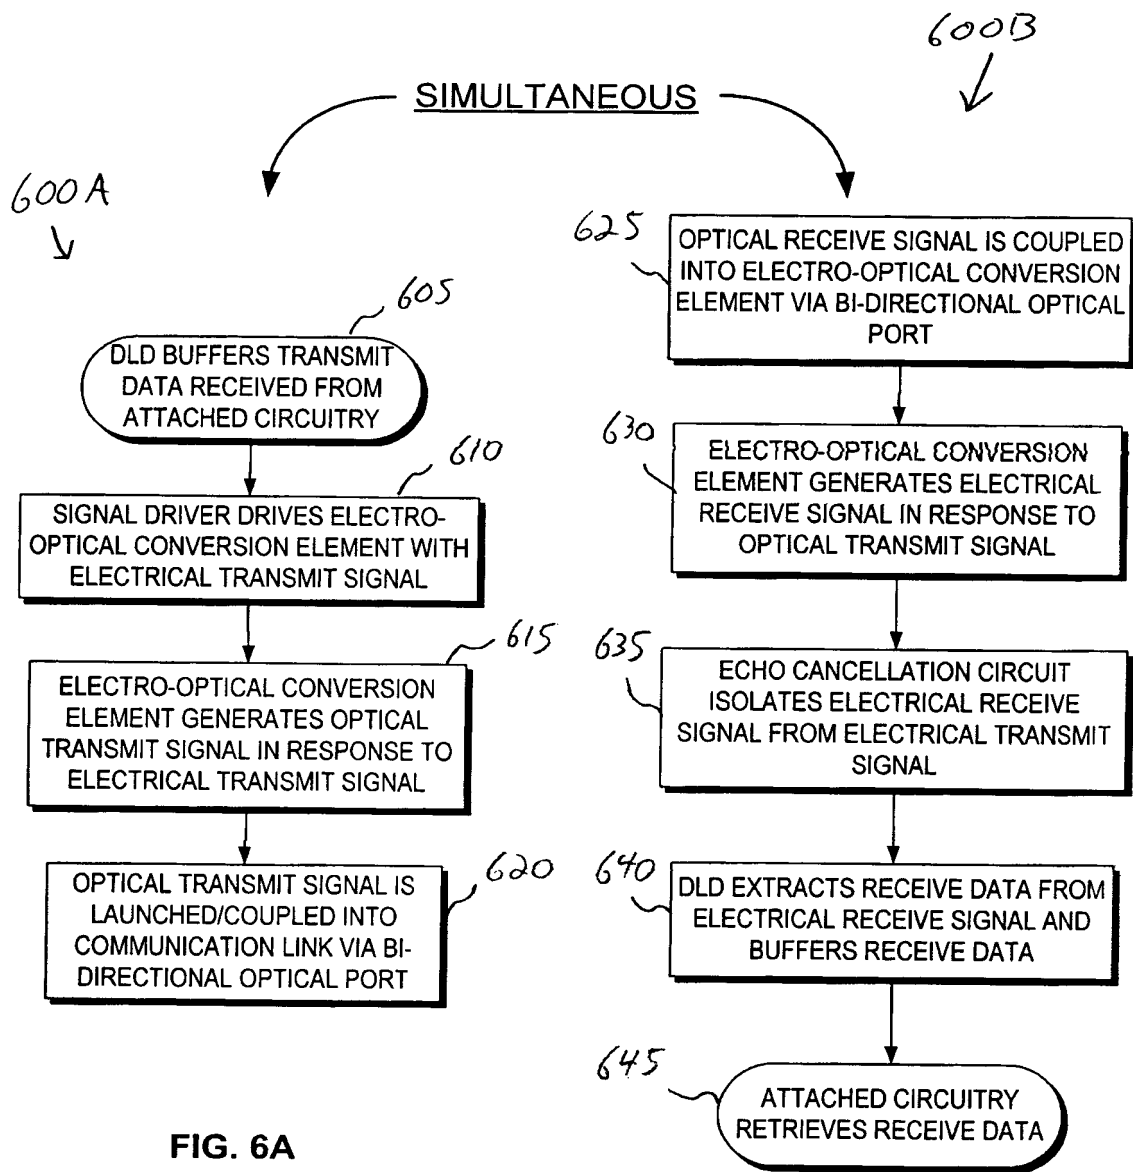 600B
SIMULTANEOUS
600A
605
DLD BUFFERS TRANSMIT
DATA RECEIVED FROM
ATTACHED CIRCUITRY
610
SIGNAL DRIVER DRIVES ELECTRO-
OPTICAL CONVERSION ELEMENT WITH
ELECTRICAL TRANSMIT SIGNAL
615
ELECTRO-OPTICAL CONVERSION
ELEMENT GENERATES OPTICAL
TRANSMIT SIGNAL IN RESPONSE TO
ELECTRICAL TRANSMIT SIGNAL
620
OPTICAL TRANSMIT SIGNAL IS
LAUNCHED/COUPLED INTO
COMMUNICATION LINK VIA BI-
DIRECTIONAL OPTICAL PORT
625
OPTICAL RECEIVE SIGNAL IS COUPLED
INTO ELECTRO-OPTICAL CONVERSION
ELEMENT VIA BI-DIRECTIONAL OPTICAL
PORT
630
ELECTRO-OPTICAL CONVERSION
ELEMENT GENERATES ELECTRICAL
RECEIVE SIGNAL IN RESPONSE TO
OPTICAL TRANSMIT SIGNAL
635
ECHO CANCELLATION CIRCUIT
ISOLATES ELECTRICAL RECEIVE
SIGNAL FROM ELECTRICAL TRANSMIT
SIGNAL
640
DLD EXTRACTS RECEIVE DATA FROM
ELECTRICAL RECEIVE SIGNAL AND
BUFFERS RECEIVE DATA
645
ATTACHED CIRCUITRY
RETRIEVES RECEIVE DATA
FIG. 6A